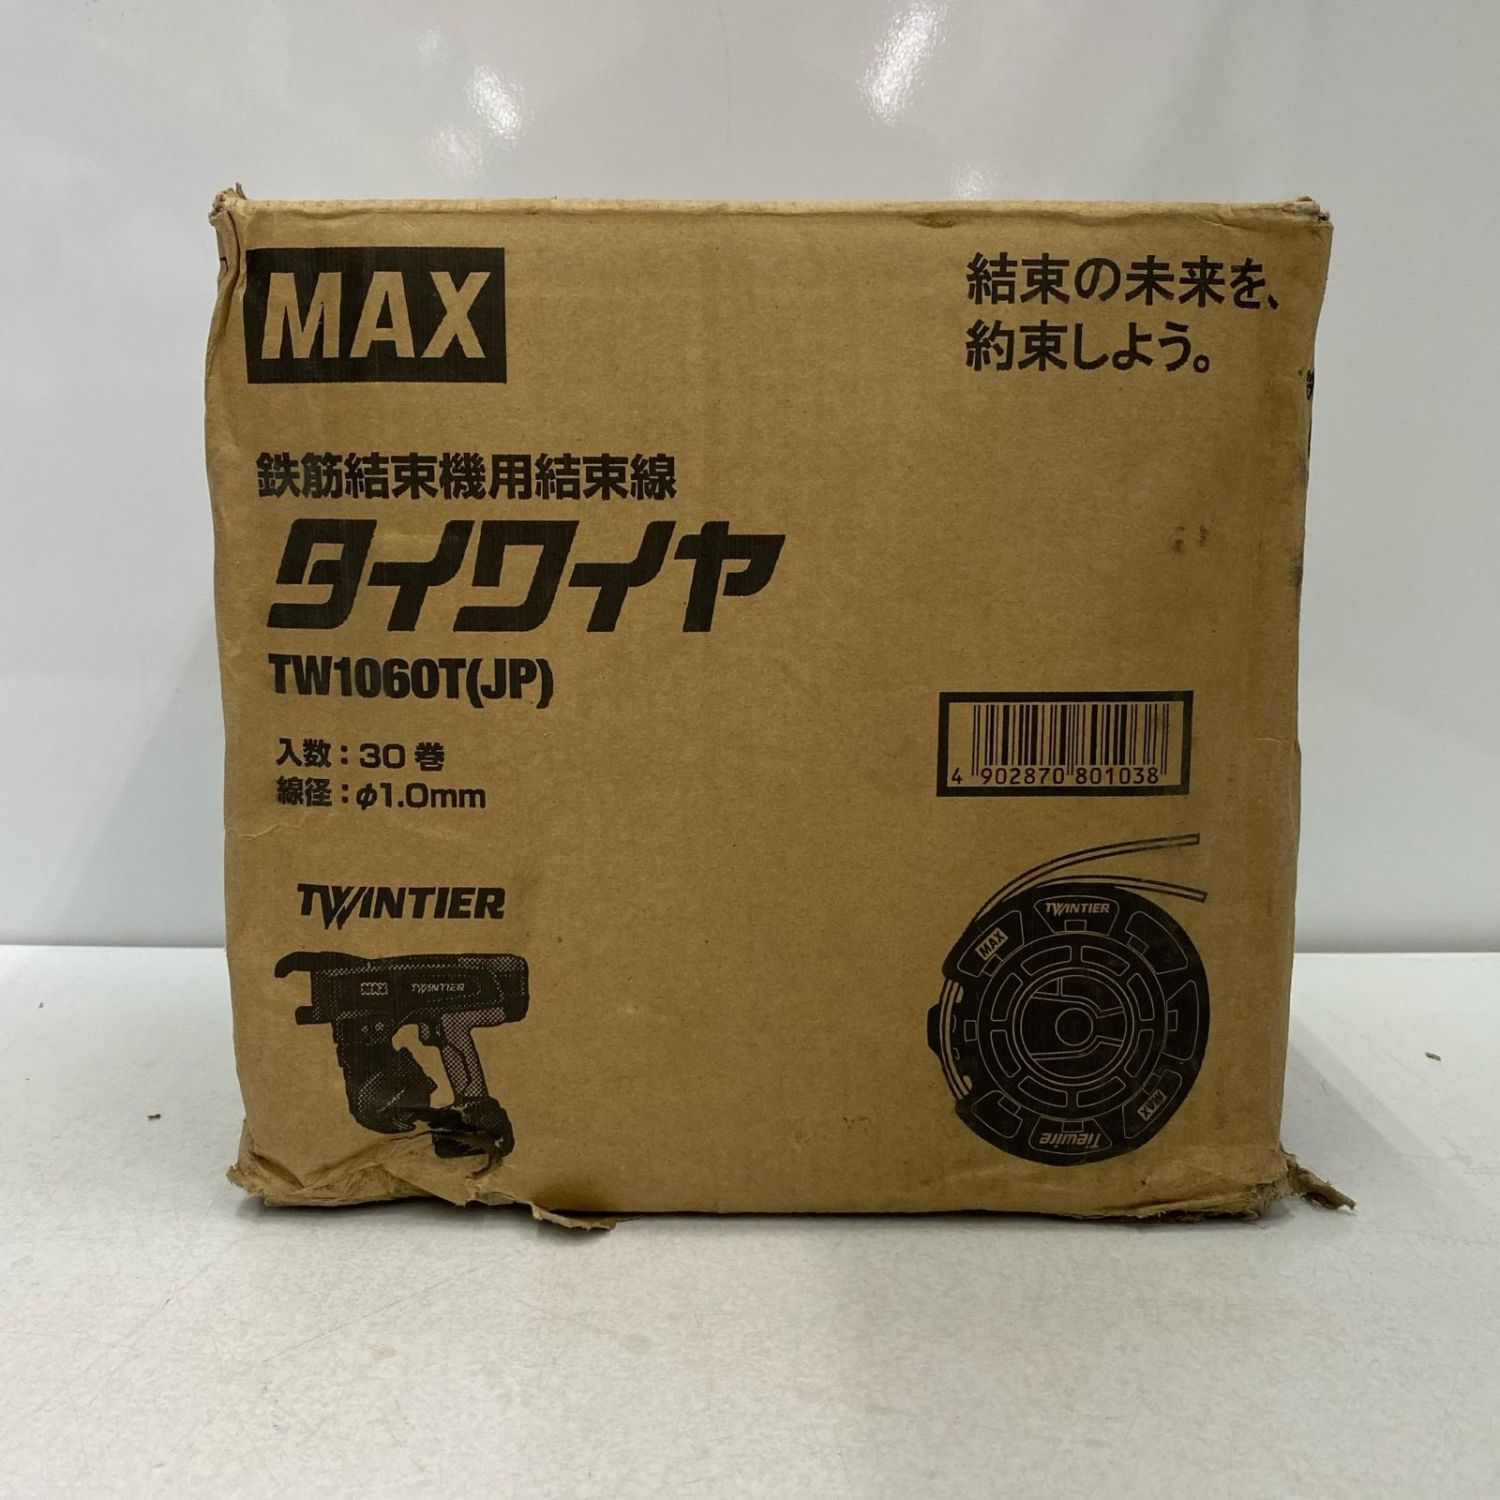 MAX
結束の未来を、
約束しよう。
鉄筋結束機用結束線
タイワイヤ
TW1060T(JP)
入数：30巻
線径：φ1.0mm
4 902870 801038
TWINTIER
MAX TWINTIER
TWINTIER
MAX
MAX
Tiewire